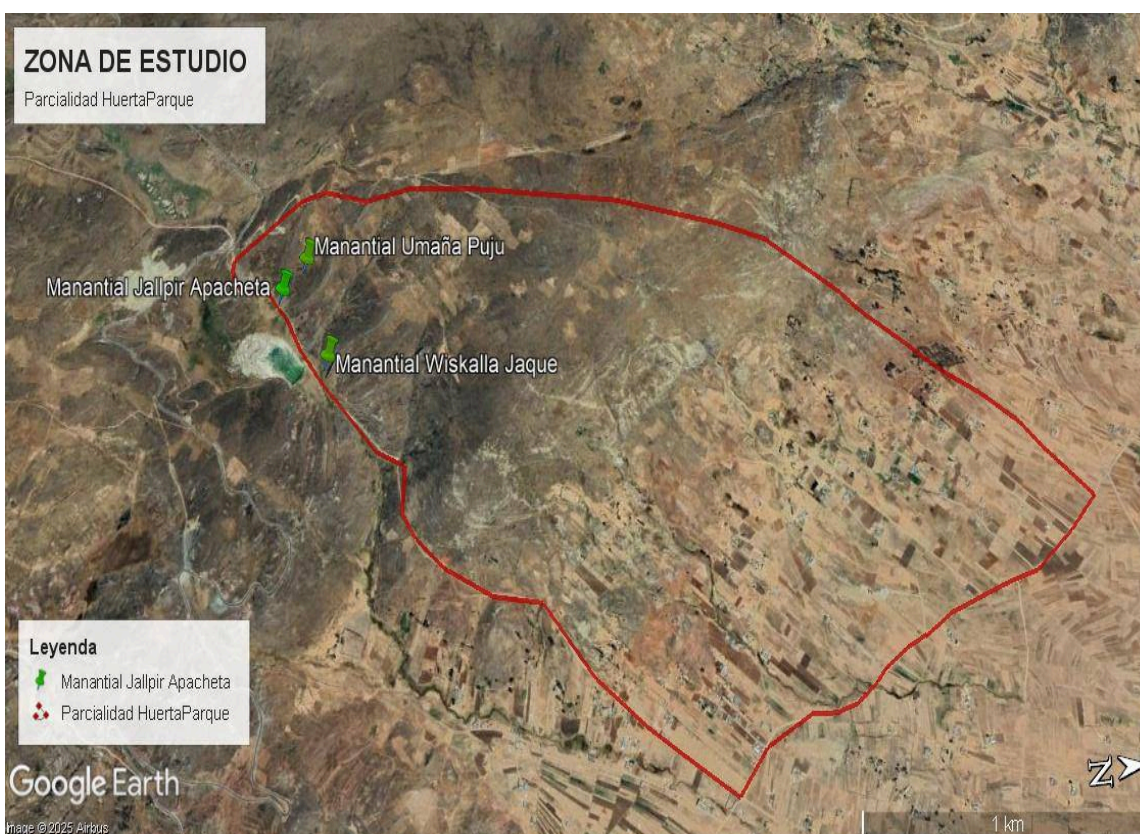 ZONA DE ESTUDIO
Parcialidad HuertaParque
Manantial Umaña Puju
Manantial Jallpir Apacheta
Manantial Wiskalla Jaque
Leyenda
Manantial Jallpir Apacheta
Parcialidad HuertaParque
Google Earth
N
Image © 2025 Airbus
1 km